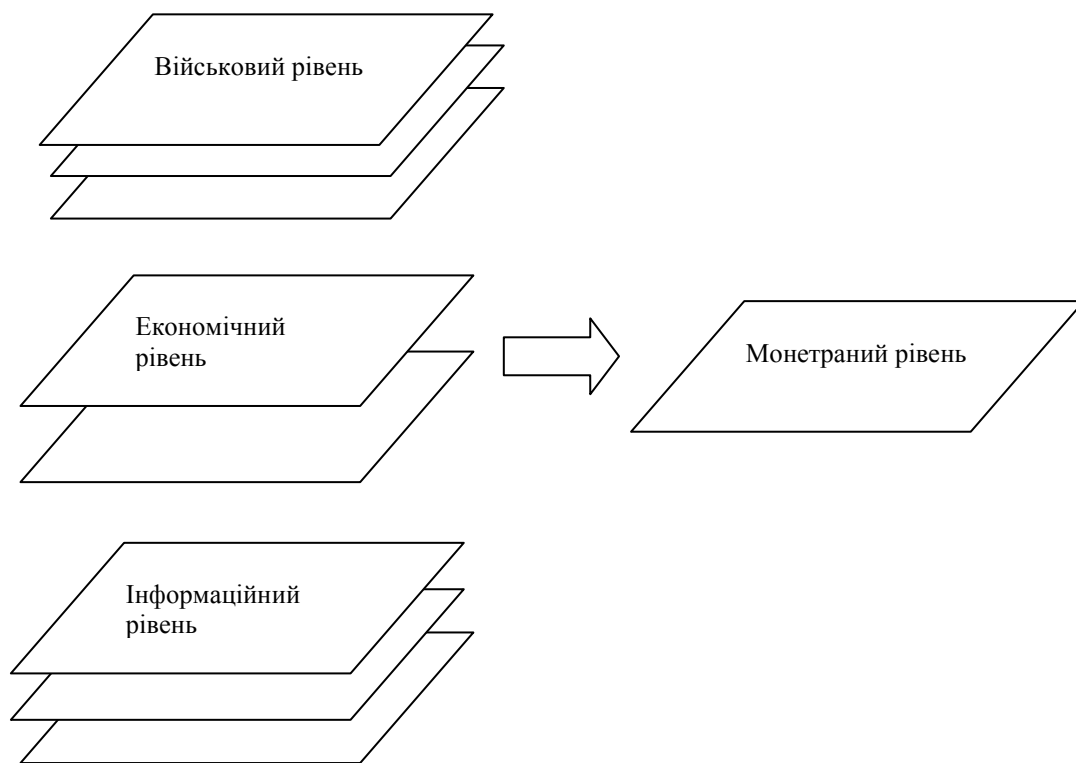 Військовий рівень
Економічний
рівень
Монетраний рівень
Інформаційний
рівень